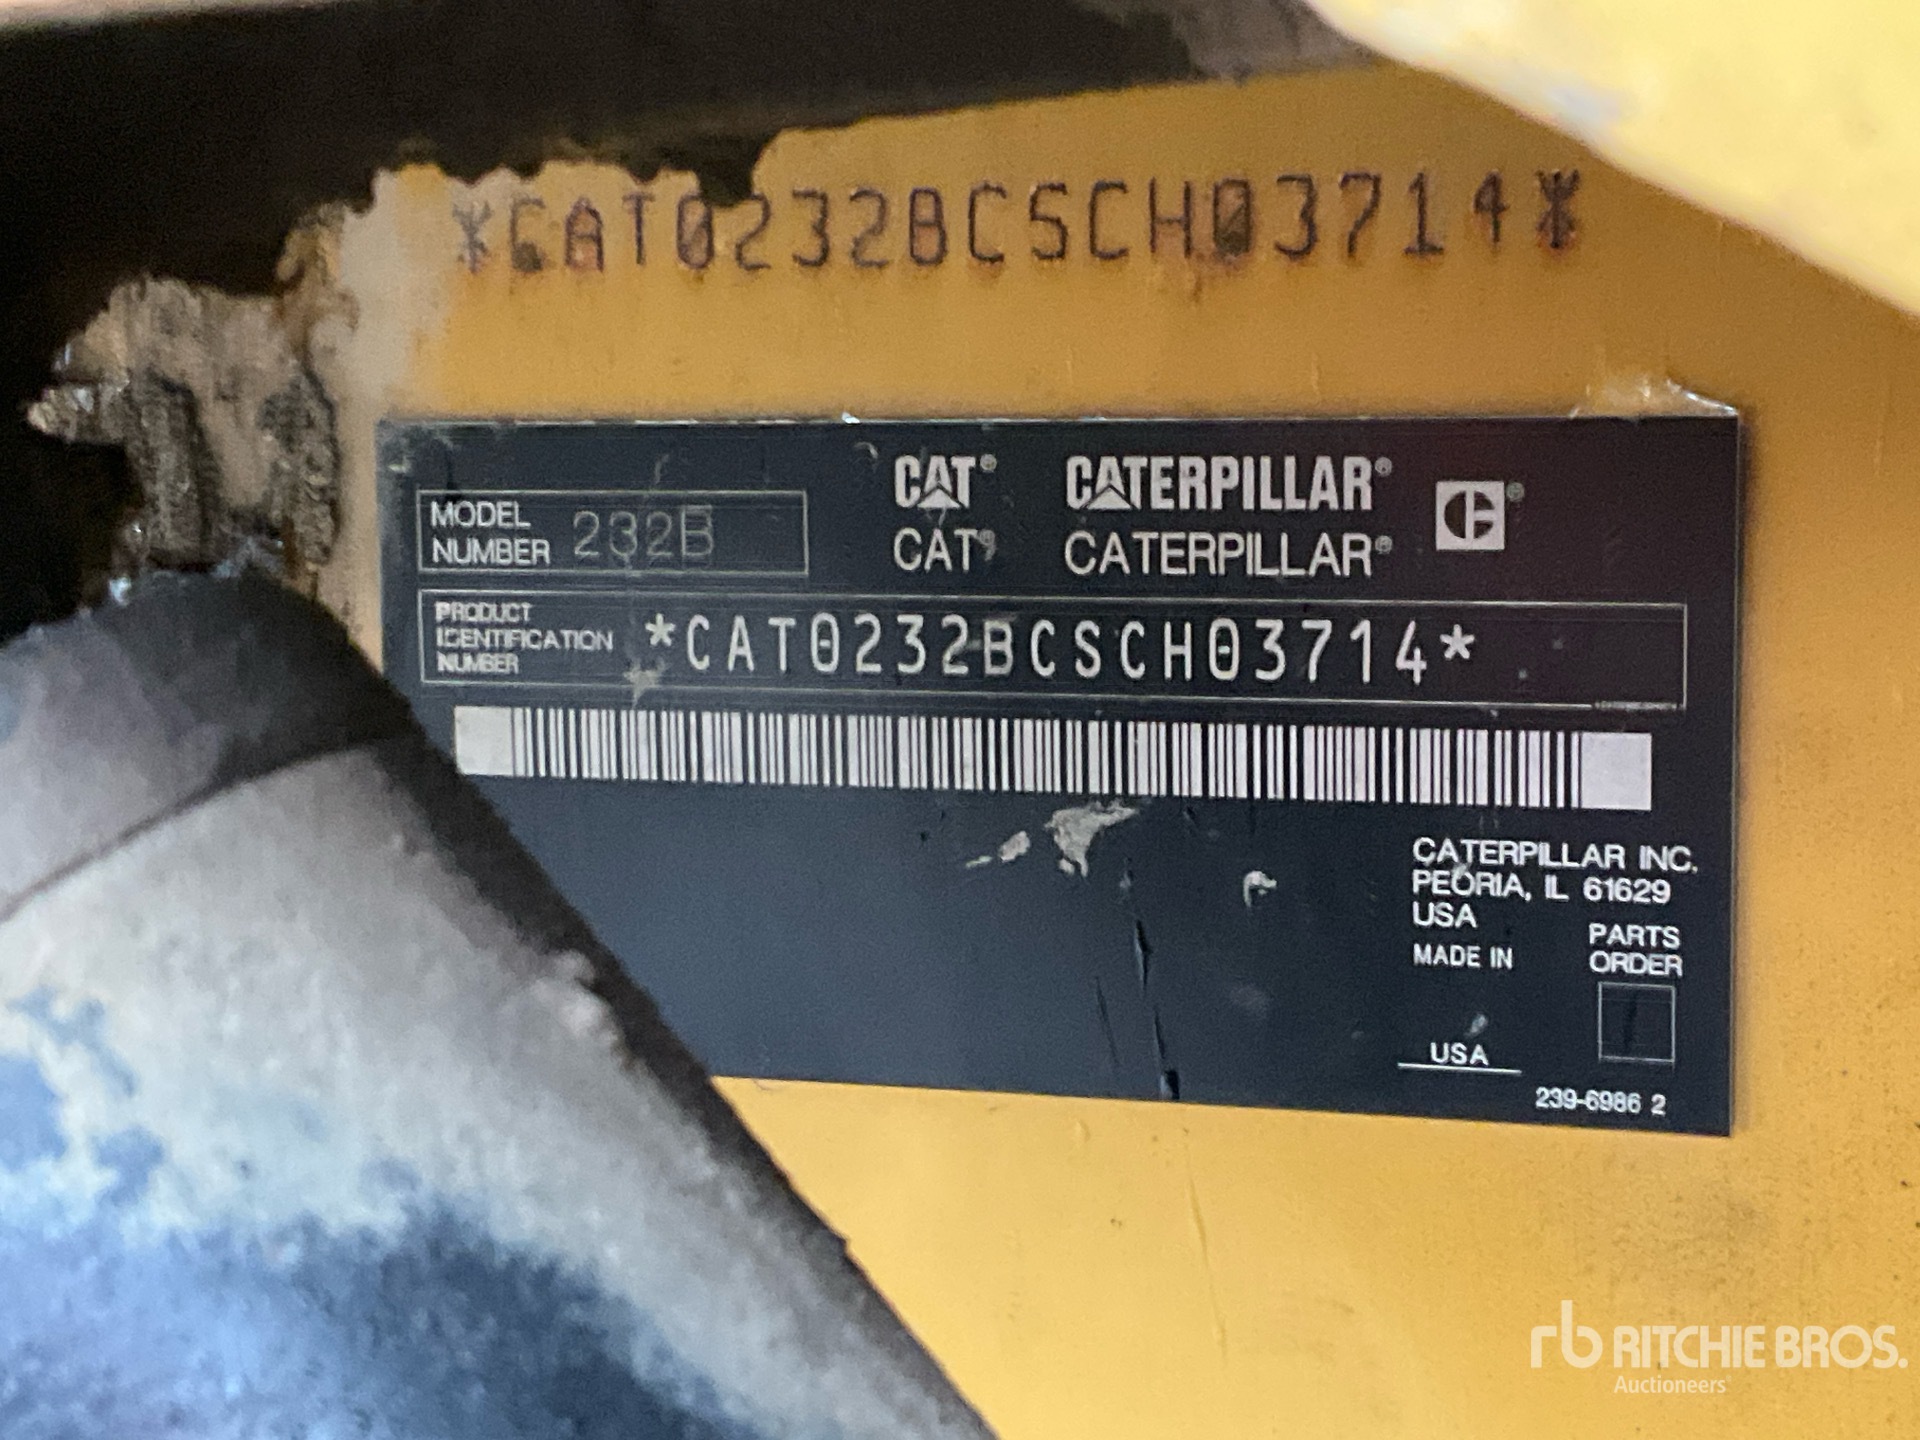 *CAT0232BCSCH03714*
MODEL NUMBER 232B
CAT® CATERPILLAR®
CAT® CATERPILLAR®
PRODUCT IDENTIFICATION NUMBER *CAT0232BCSCH03714*
CATERPILLAR INC.
PEORIA, IL 61629
USA
MADE IN
USA
PARTS
ORDER
239-6986 2
rb RITCHIE BROS.
Auctioneers